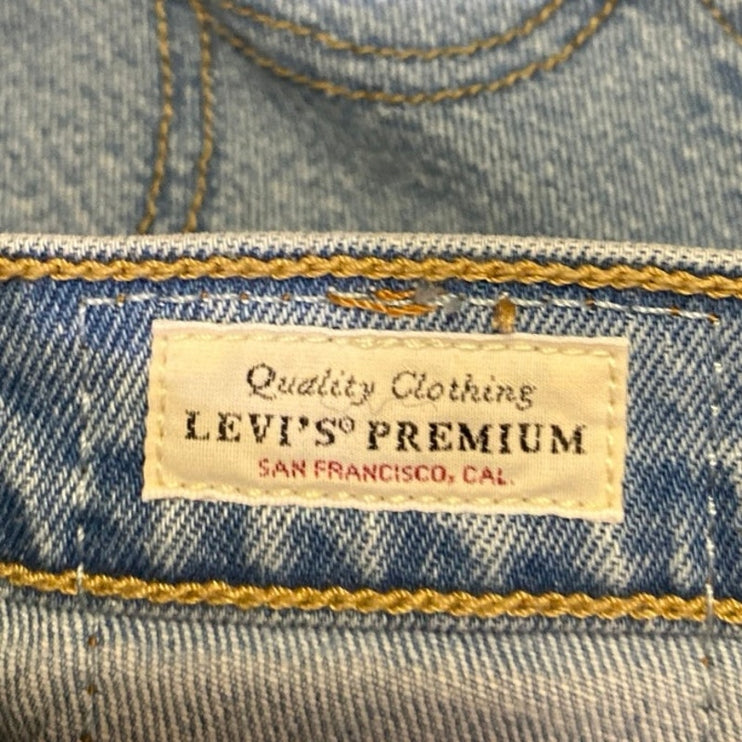 Quality Clothing
LEVI'S® PREMIUM
SAN FRANCISCO, CAL.